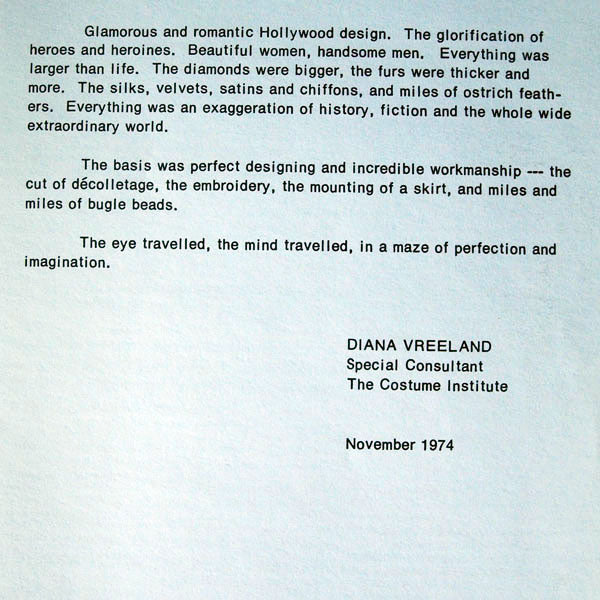 Glamorous and romantic Hollywood design. The glorification of
heroes and heroines. Beautiful women, handsome men. Everything was
larger than life. The diamonds were bigger, the furs were thicker and
more. The silks, velvets, satins and chiffons, and miles of ostrich feath-
ers. Everything was an exaggeration of history, fiction and the whole wide
extraordinary world.

The basis was perfect designing and incredible workmanship --- the
cut of décolletage, the embroidery, the mounting of a skirt, and miles and
miles of bugle beads.

The eye travelled, the mind travelled, in a maze of perfection and
imagination.

DIANA VREELAND
Special Consultant
The Costume Institute

November 1974